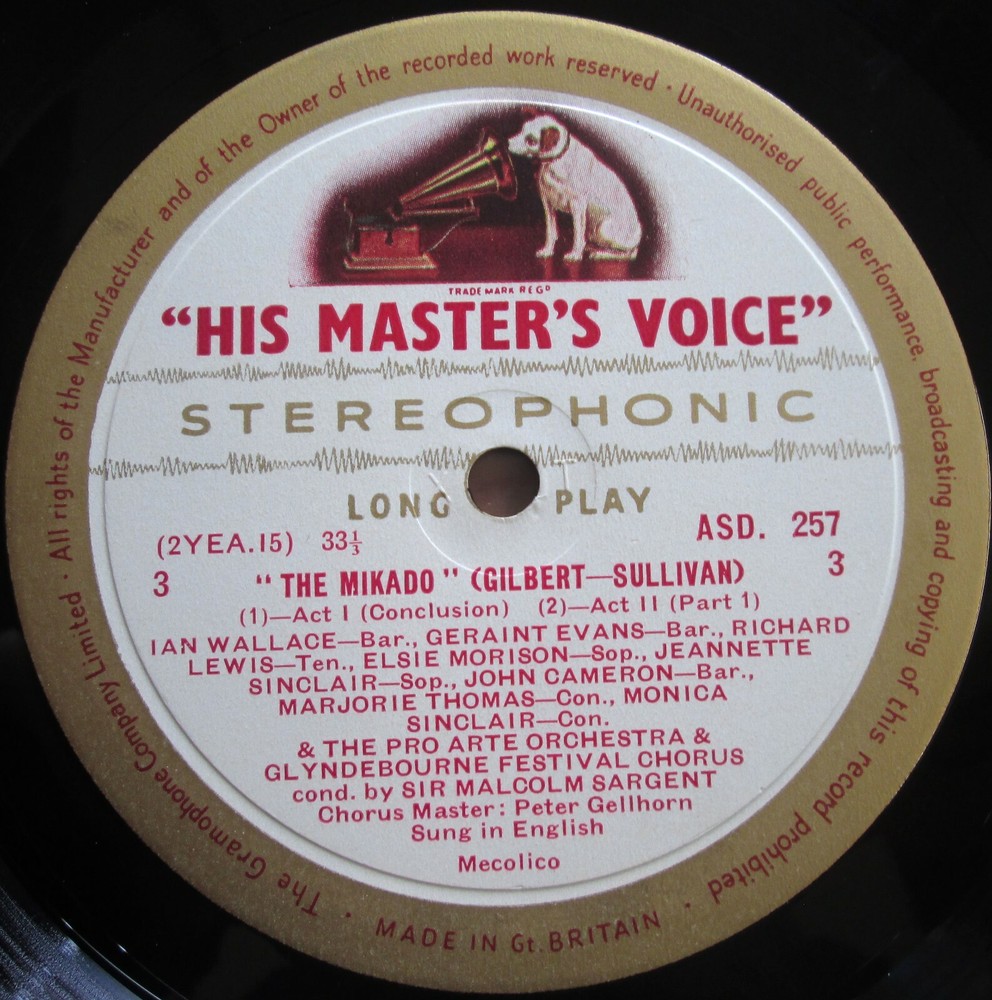 The Gramophone Company Limited · All rights of the Manufacturer and of the Owner of the recorded work reserved · Unauthorised public performance, broadcasting and copying of this record prohibited ·
TRADE MARK REGD
“HIS MASTER'S VOICE”
STEREOPHONIC
LONG PLAY
(2YEA.15) 33⅓ ASD. 257
3 "THE MIKADO" (GILBERT—SULLIVAN) 3
(1)—Act I (Conclusion) (2)—Act II (Part 1)
IAN WALLACE—Bar., GERAINT EVANS—Bar., RICHARD
LEWIS—Ten., ELSIE MORISON—Sop., JEANNETTE
SINCLAIR—Sop., JOHN CAMERON—Bar.,
MARJORIE THOMAS—Con., MONICA
SINCLAIR—Con.
& THE PRO ARTE ORCHESTRA &
GLYNDEBOURNE FESTIVAL CHORUS
cond. by SIR MALCOLM SARGENT
Chorus Master: Peter Gellhorn
Sung in English
Mecolico
MADE IN Gt. BRITAIN